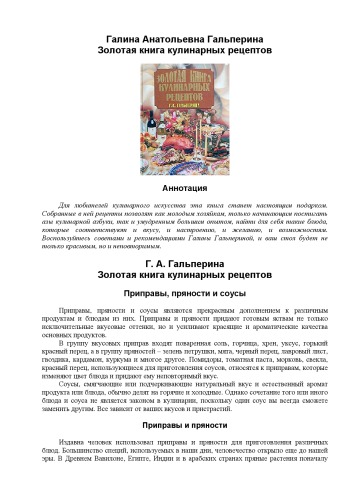 Галина Анатольевна Гальперина
Золотая книга кулинарных рецептов
ЗОЛОТАЯ КНИГА
КУЛИНАРНЫХ
РЕЦЕПТОВ
Аннотация
Для любителей кулинарного искусства эта книга станет настоящим подарком.
Собранные в ней рецепты позволят как молодым хозяйкам, только начинающим постигать
азы кулинарной азбуки, так и умудренным большим опытом, найти для себя такие блюда,
которые соответствуют и вкусу, и настроению, и желанию, и возможностям.
Воспользуйтесь советами и рекомендациями Галины Гальпериной, и ваш стол будет не
только красивым, но и неповторимым.
Г. А. Гальперина
Золотая книга кулинарных рецептов
Приправы, пряности и соусы
Приправы, пряности и соусы являются прекрасным дополнением к различным
продуктам и блюдам из них. Приправы и пряности придают готовым яствам не только
исключительные вкусовые оттенки, но и усиливают красящие и ароматические качества
основных продуктов.
В группу вкусовых приправ входят поваренная соль, горчица, хрен, уксус, горький
красный перец, а в группу пряностей – зелень петрушки, мята, черный перец, лавровый лист,
гвоздика, кардамон, куркума и многое другое. Помидоры, томатная паста, морковь, свекла,
красный перец, использующиеся для приготовления соусов, относятся к приправам, которые
изменяют цвет блюда и придают ему неповторимый вкус.
Соусы, смягчающие или подчеркивающие натуральный вкус и естественный аромат
продукта или блюда, обычно делят на горячие и холодные. Однако сочетание того или иного
блюда и соуса не является законом в кулинарии, поскольку один соус вы всегда сможете
заменить другим. Все зависит от ваших вкусов и пристрастий.
Приправы и пряности
Издавна человек использовал приправы и пряности для приготовления различных
блюд. Большинство специй, используемых в наши дни, человечество открыло еще до нашей
эры. В Древнем Вавилоне, Египте, Индии и в арабских странах пряные растения поначалу